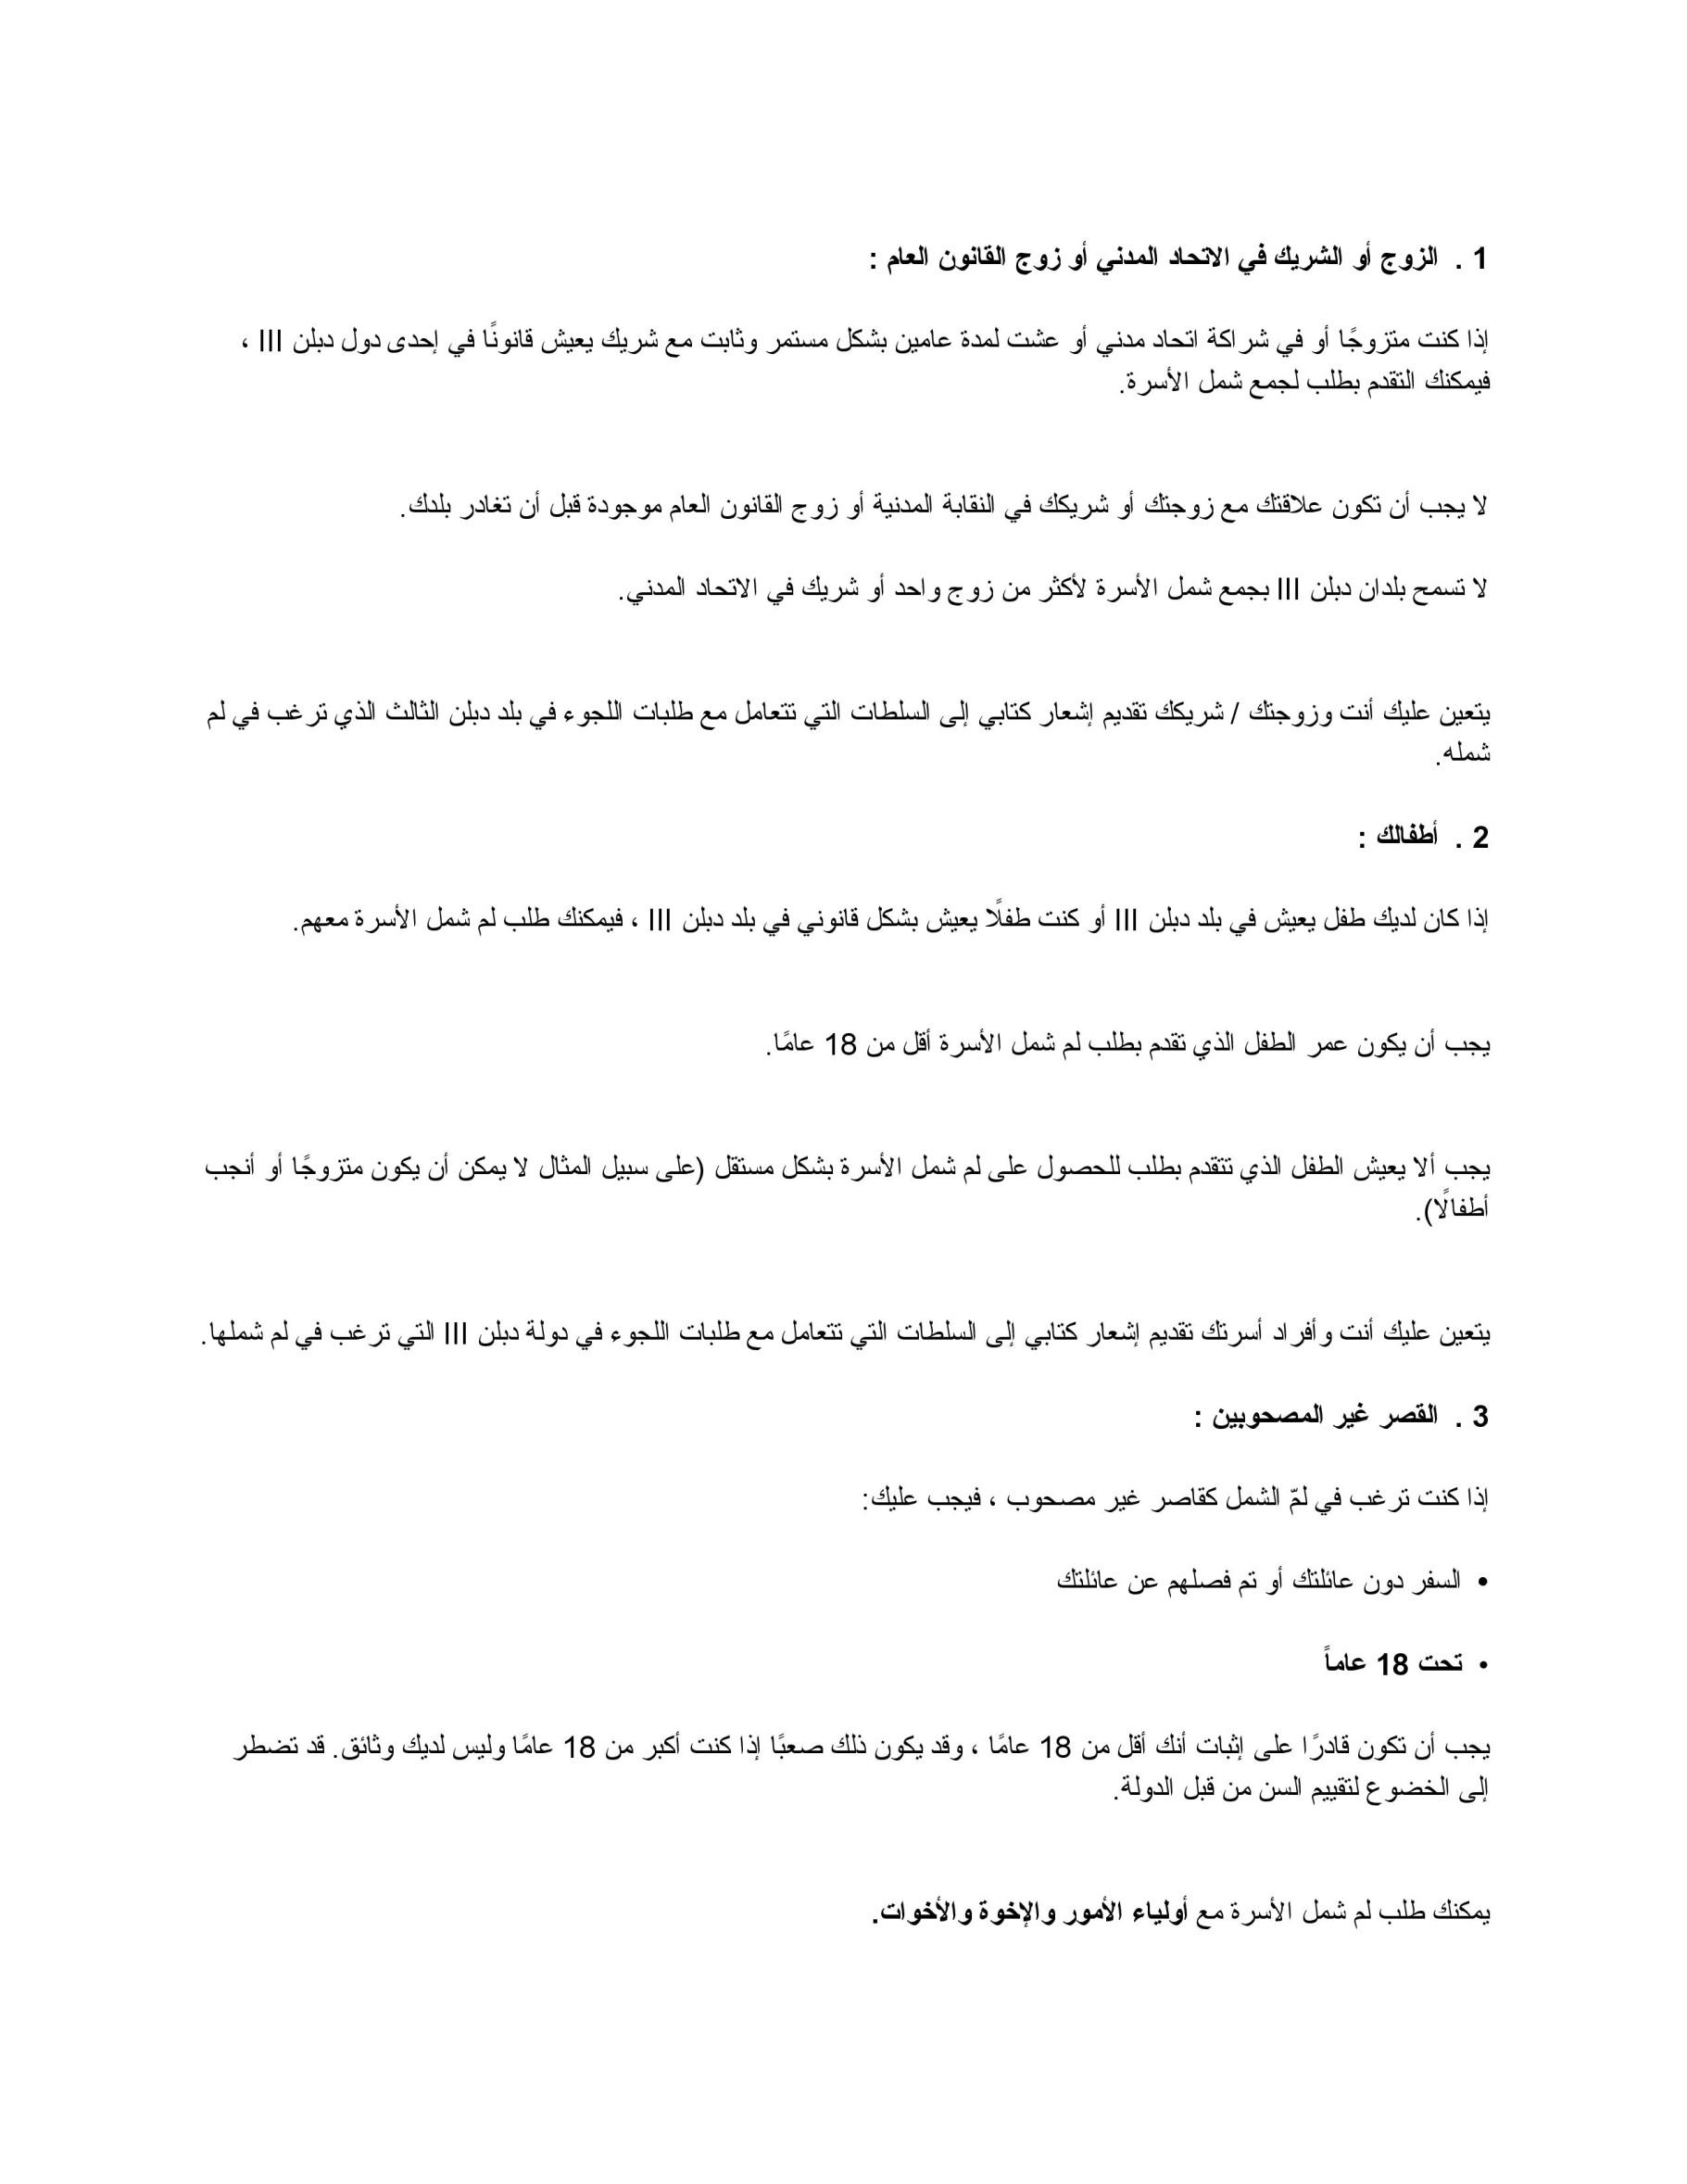 1 . الزوج أو الشريك في الاتحاد المدني أو زوج القانون العام :
إذا كنت متزوجًا أو في شراكة اتحاد مدني أو عشت لمدة عامين بشكل مستمر وثابت مع شريك يعيش قانونًا في إحدى دول دبلن III ،
فيمكنك التقدم بطلب لجمع شمل الأسرة.
لا يجب أن تكون علاقتك مع زوجتك أو شريكك في النقابة المدنية أو زوج القانون العام موجودة قبل أن تغادر بلدك.
لا تسمح بلدان دبلن III بجمع شمل الأسرة لأكثر من زوج واحد أو شريك في الاتحاد المدني.
يتعين عليك أنت وزوجتك / شريكك تقديم إشعار كتابي إلى السلطات التي تتعامل مع طلبات اللجوء في بلد دبلن الثالث الذي ترغب في لم
شمله.
2 . أطفالك :
إذا كان لديك طفل يعيش في بلد دبلن III أو كنت طفلًا يعيش بشكل قانوني في بلد دبلن III ، فيمكنك طلب لم شمل الأسرة معهم.
يجب أن يكون عمر الطفل الذي تقدم بطلب لم شمل الأسرة أقل من 18 عامًا.
يجب ألا يعيش الطفل الذي تتقدم بطلب للحصول على لم شمل الأسرة بشكل مستقل (على سبيل المثال لا يمكن أن يكون متزوجًا أو أنجب
أطفالًا).
يتعين عليك أنت وأفراد أسرتك تقديم إشعار كتابي إلى السلطات التي تتعامل مع طلبات اللجوء في دولة دبلن III التي ترغب في لم شملها.
3 . القصر غير المصحوبين :
إذا كنت ترغب في لمّ الشمل كقاصر غير مصحوب ، فيجب عليك:
• السفر دون عائلتك أو تم فصلهم عن عائلتك
• تحت 18 عاماً
يجب أن تكون قادرًا على إثبات أنك أقل من 18 عامًا ، وقد يكون ذلك صعبًا إذا كنت أكبر من 18 عامًا وليس لديك وثائق. قد تضطر
إلى الخضوع لتقييم السن من قبل الدولة.
يمكنك طلب لم شمل الأسرة مع أولياء الأمور والإخوة والأخوات.